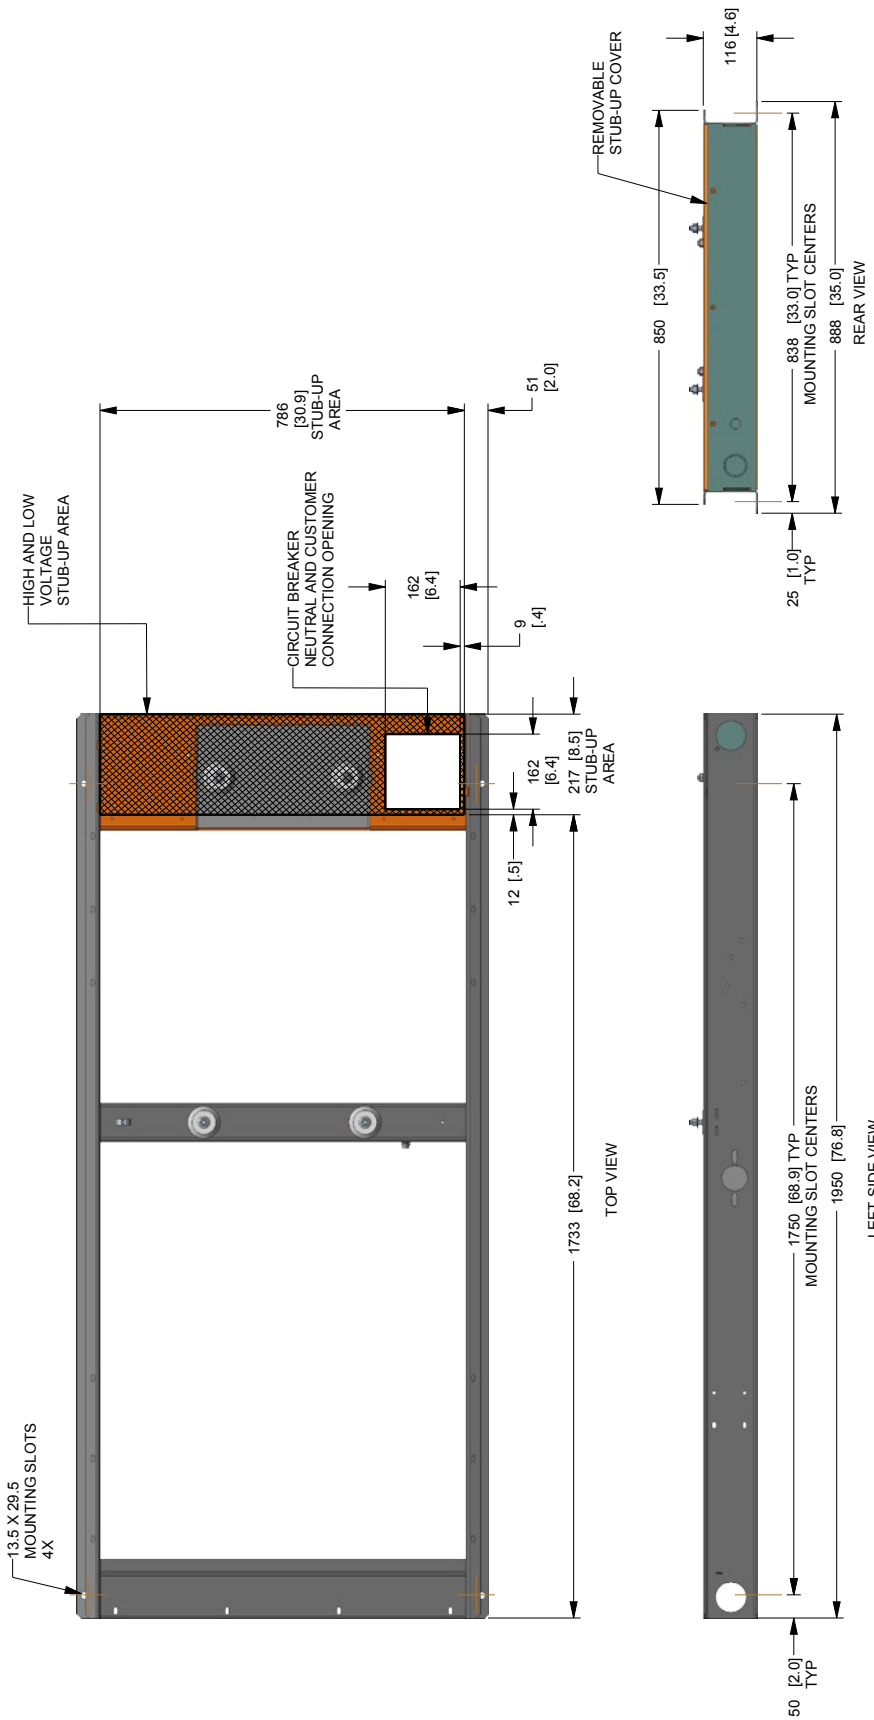 13.5 X 29.5
MOUNTING SLOTS
4X
HIGH AND LOW
VOLTAGE
STUB-UP AREA
CIRCUIT BREAKER
NEUTRAL AND CUSTOMER
CONNECTION OPENING
786
[30.9]
STUB-UP
AREA
51
[2.0]
162
[6.4]
9
[.4]
162
[6.4]
217 [8.5]
STUB-UP
AREA
12 [.5]
1733 [68.2]
TOP VIEW
50 [2.0]
TYP
1750 [68.9] TYP
MOUNTING SLOT CENTERS
1950 [76.8]
LEFT SIDE VIEW
REMOVABLE
STUB-UP COVER
116 [4.6]
850 [33.5]
838 [33.0] TYP
MOUNTING SLOT CENTERS
888 [35.0]
25 [1.0]
TYP
REAR VIEW